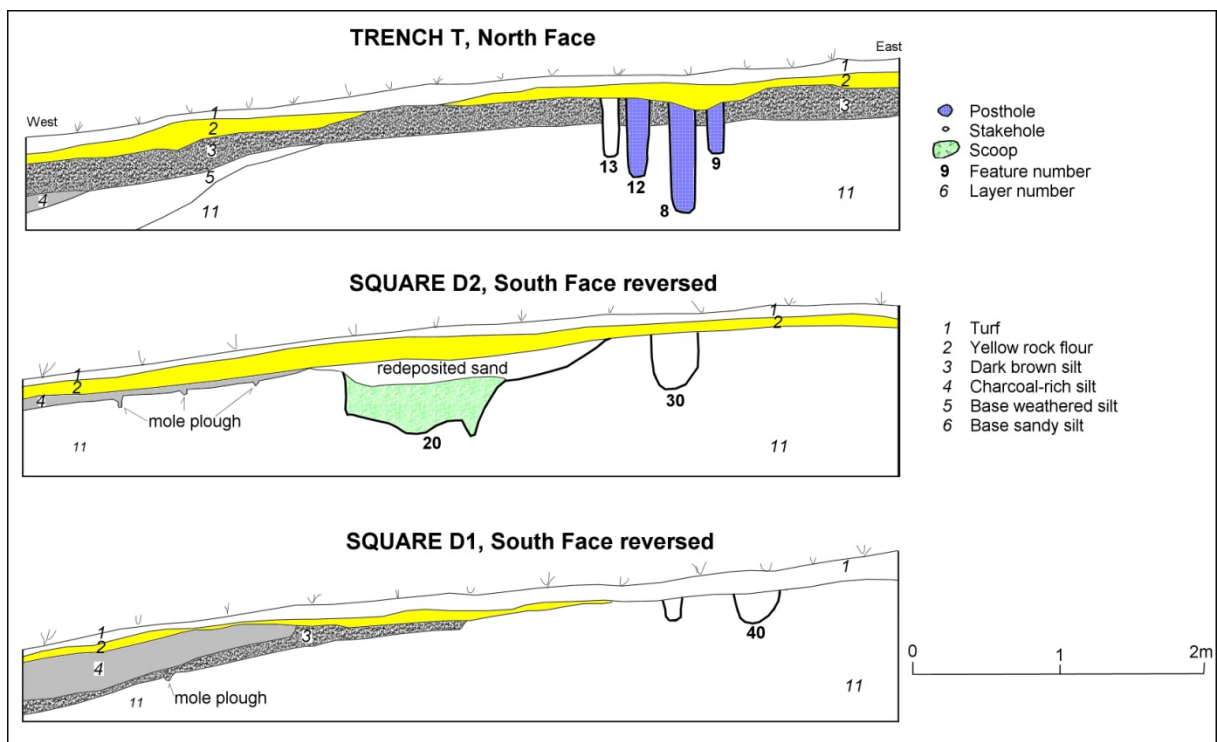 TRENCH T, North Face
East
West
1
2
3
1
2
3
5
4
11
11
13
12
8
9
Posthole
Stakehole
Scoop
9 Feature number
6 Layer number
SQUARE D2, South Face reversed
1
2
redeposited sand
2
4
mole plough
20
30
11
11
1 Turf
2 Yellow rock flour
3 Dark brown silt
4 Charcoal-rich silt
5 Base weathered silt
6 Base sandy silt
SQUARE D1, South Face reversed
1
1
2
3
4
40
mole plough
11
11
0 1 2m